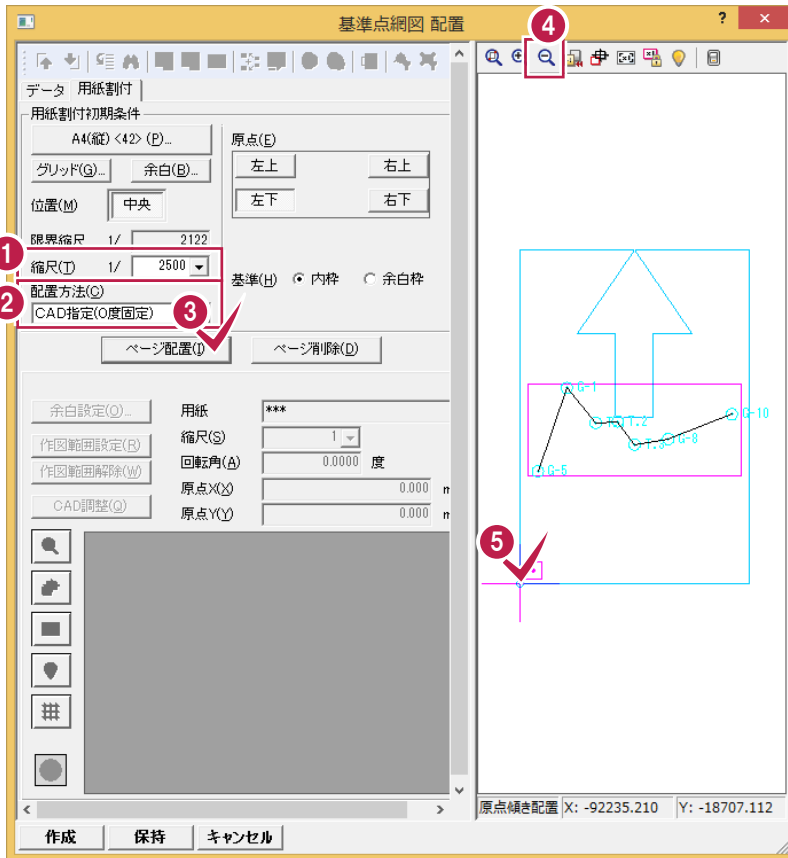 基準点網図 配置
?
×
4
データ 用紙割付
用紙割付初期条件
A4(縦) <42> (P)...
グリッド(G)... 余白(B)...
位置(M) 中央
限界縮尺 1/ 2122
1
縮尺(T) 1/ 2500
2
配置方法(C)
CAD指定(0度固定)
3
原点(E)
左上 右上
左下 右下
基準(H) 内枠 余白枠
ページ配置(I) ページ削除(D)
余白設定(O)...
作図範囲設定(R)
作図範囲解除(W)
CAD調整(Q)
用紙 ***
縮尺(S) 1
回転角(A) 0.0000 度
原点X(X) 0.000
原点Y(Y) 0.000
G-1
T.2
G-10
T.3
G-8
G-5
5
原点傾き配置 X: -92235.210 Y: -18707.112
作成 保持 キャンセル